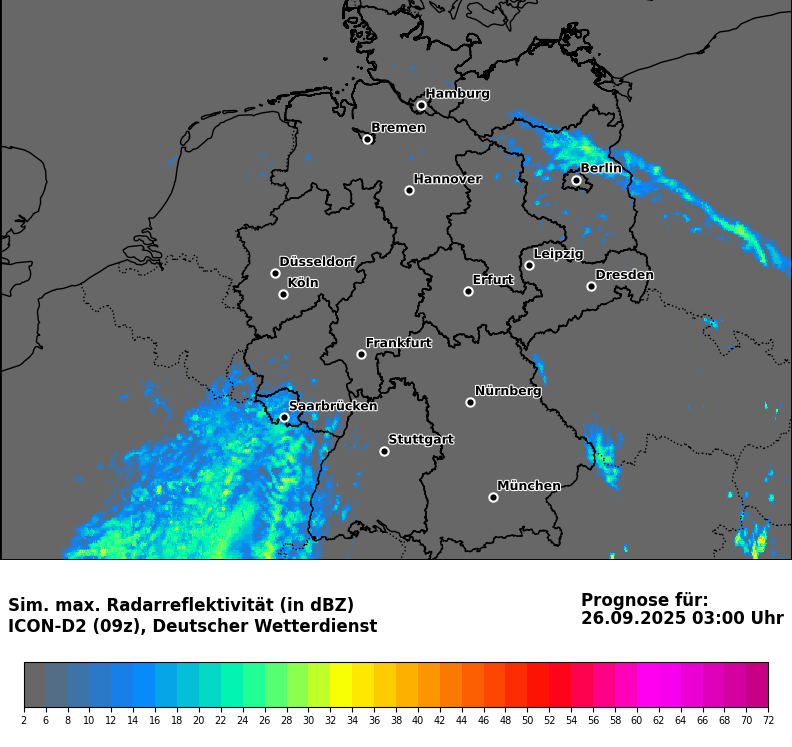 Hamburg
Bremen
Berlin
Hannover
Leipzig
Düsseldorf
Dresden
Köln
Erfurt
Frankfurt
Nürnberg
Saarbrücken
Stuttgart
München
Sim. max. Radarreflektivität (in dBZ)
ICON-D2 (09z), Deutscher Wetterdienst
Prognose für:
26.09.2025 03:00 Uhr
2 6 8 10 12 14 16 18 20 22 24 26 28 30 32 34 36 38 40 42 44 46 48 50 52 54 56 58 60 62 64 66 68 70 72